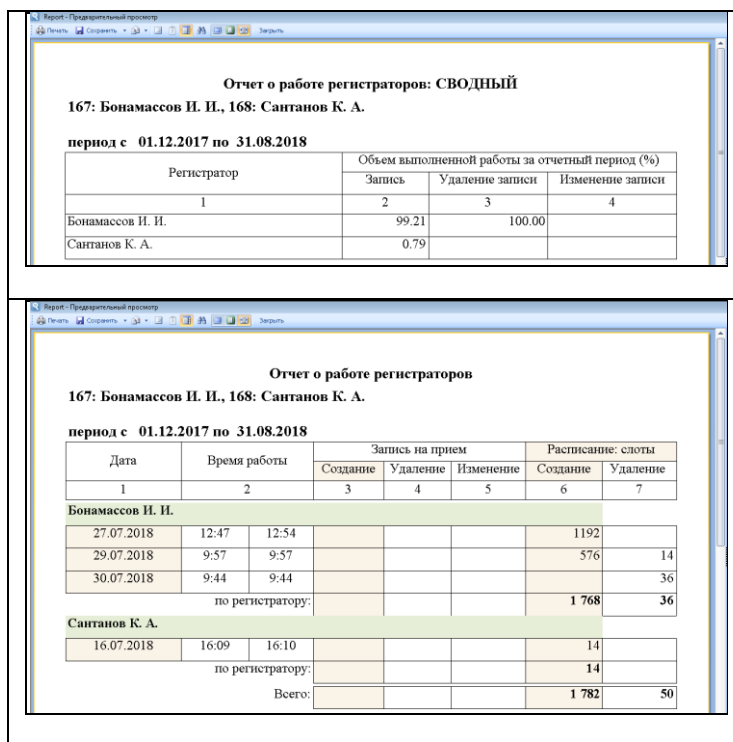 Report - Предварительный просмотр
Печать Сохранить Закрыть
Отчет о работе регистраторов: СВОДНЫЙ
167: Бонамассов И. И., 168: Сантанов К. А.
период с 01.12.2017 по 31.08.2018
Регистратор Объем выполненной работы за отчетный период (%)
Запись Удаление записи Изменение записи
1 2 3 4
Бонамассов И. И. 99.21 100.00
Сантанов К. А. 0.79
Report - Предварительный просмотр
Печать Сохранить Закрыть
Отчет о работе регистраторов
167: Бонамассов И. И., 168: Сантанов К. А.
период с 01.12.2017 по 31.08.2018
Дата Время работы Запись на прием Расписание: слоты
Создание Удаление Изменение Создание Удаление
1 2 3 4 5 6 7
Бонамассов И. И.
27.07.2018 12:47 12:54 1192
29.07.2018 9:57 9:57 576 14
30.07.2018 9:44 9:44 36
по регистратору: 1 768 36
Сантанов К. А.
16.07.2018 16:09 16:10 14
по регистратору: 14
Всего: 1 782 50